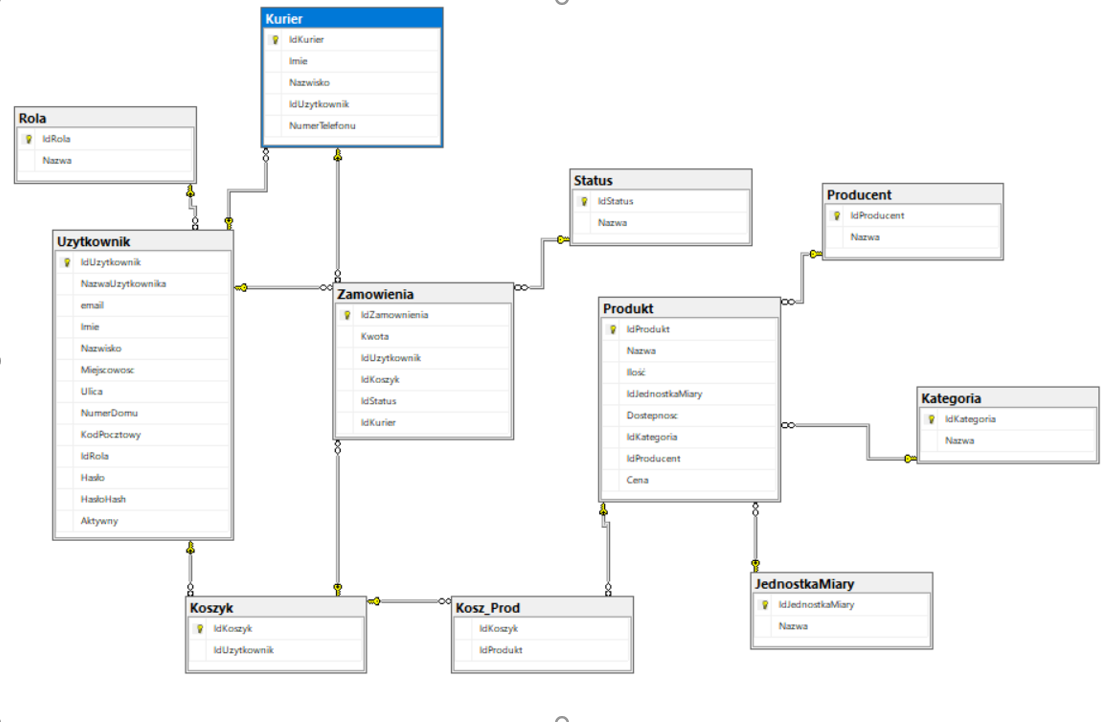 Kurier
IdKurier
Imie
Nazwisko
IdUzytkownik
NumerTelefonu
Rola
IdRola
Nazwa
Status
IdStatus
Nazwa
Producent
IdProducent
Nazwa
Uzytkownik
IdUzytkownik
NazwaUzytkownika
email
Imie
Nazwisko
Miejscowosc
Ulica
NumerDomu
KodPocztowy
IdRola
Hasło
HasłoHash
Aktywny
Zamowienia
IdZamownienia
Kwota
IdUzytkownik
IdKoszyk
IdStatus
IdKurier
Produkt
IdProdukt
Nazwa
Ilość
IdJednostkaMiary
Dostepnosc
IdKategoria
IdProducent
Cena
Kategoria
IdKategoria
Nazwa
Koszyk
IdKoszyk
IdUzytkownik
Kosz_Prod
IdKoszyk
IdProdukt
JednostkaMiary
IdJednostkaMiary
Nazwa